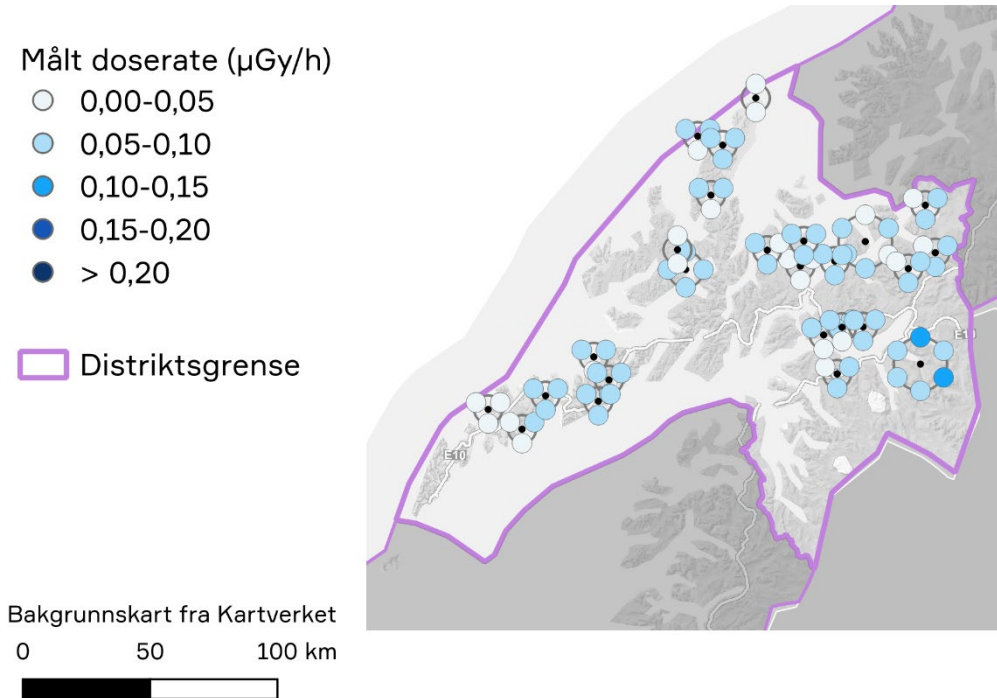 Målt doserate (µGy/h)
0,00-0,05
0,05-0,10
0,10-0,15
0,15-0,20
> 0,20
Distriktsgrense
E10
E10
Bakgrunnskart fra Kartverket
0 50 100 km